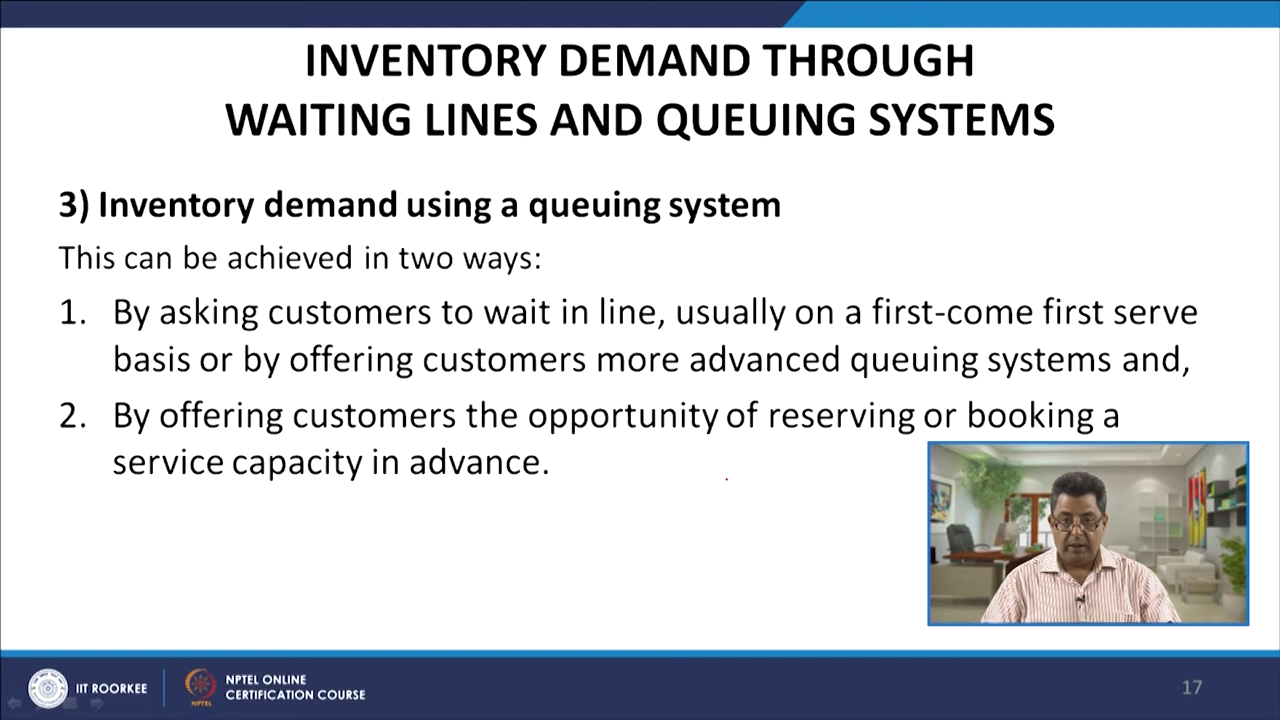 INVENTORY DEMAND THROUGH
WAITING LINES AND QUEUING SYSTEMS
3) Inventory demand using a queuing system
This can be achieved in two ways:
1. By asking customers to wait in line, usually on a first-come first serve
basis or by offering customers more advanced queuing systems and,
2. By offering customers the opportunity of reserving or booking a
service capacity in advance.
IIT ROORKEE
NPTEL
NPTEL ONLINE
CERTIFICATION COURSE
17